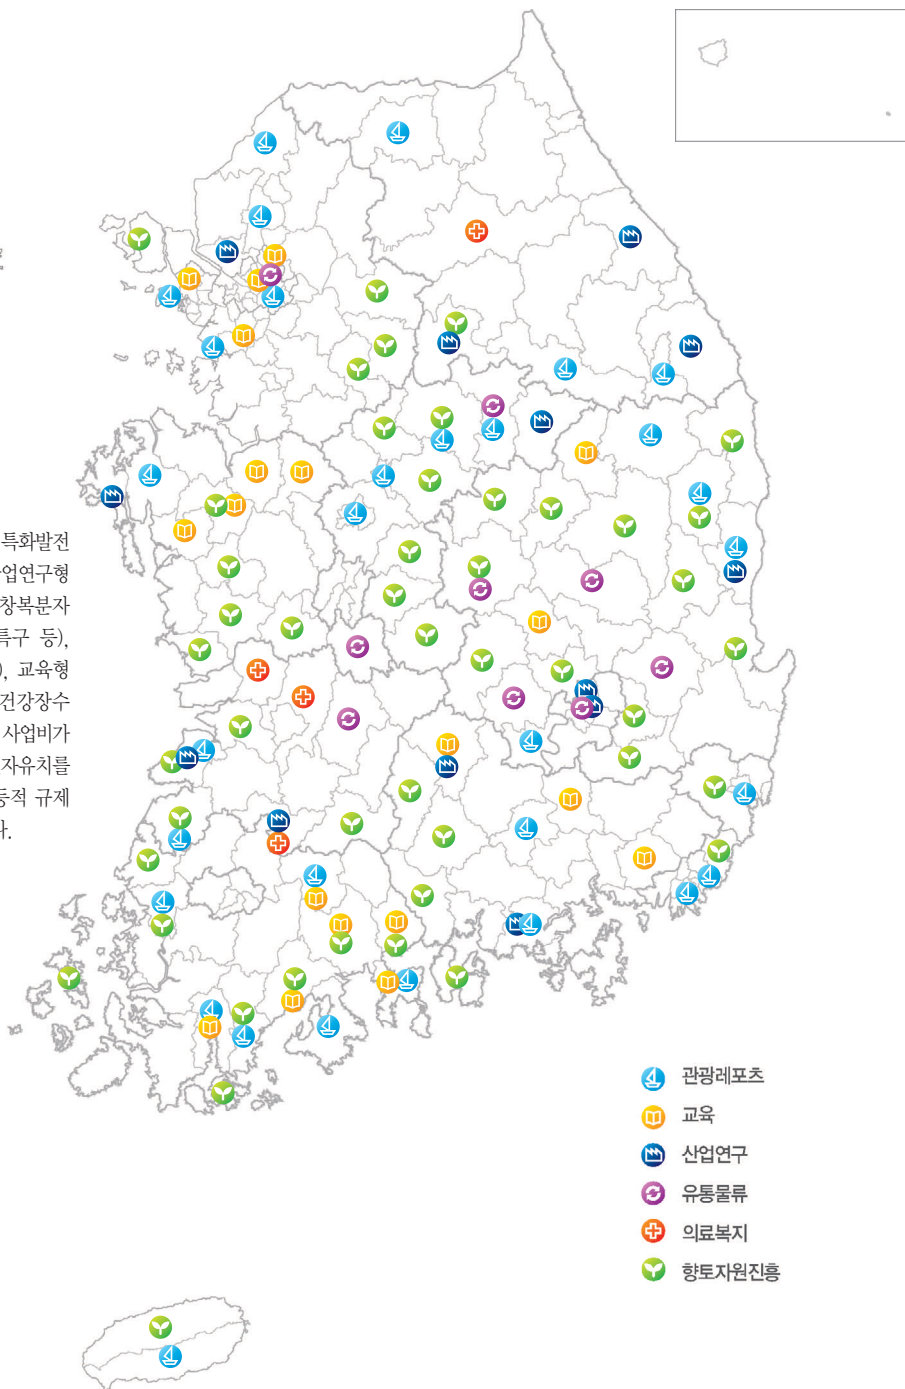 특화발전
업연구형
창복분자
특구 등),
), 교육형
건강장수
사업비가
자유치를
등적 규제
다.
관광레포츠
교육
산업연구
유통물류
의료복지
향토자원진흥